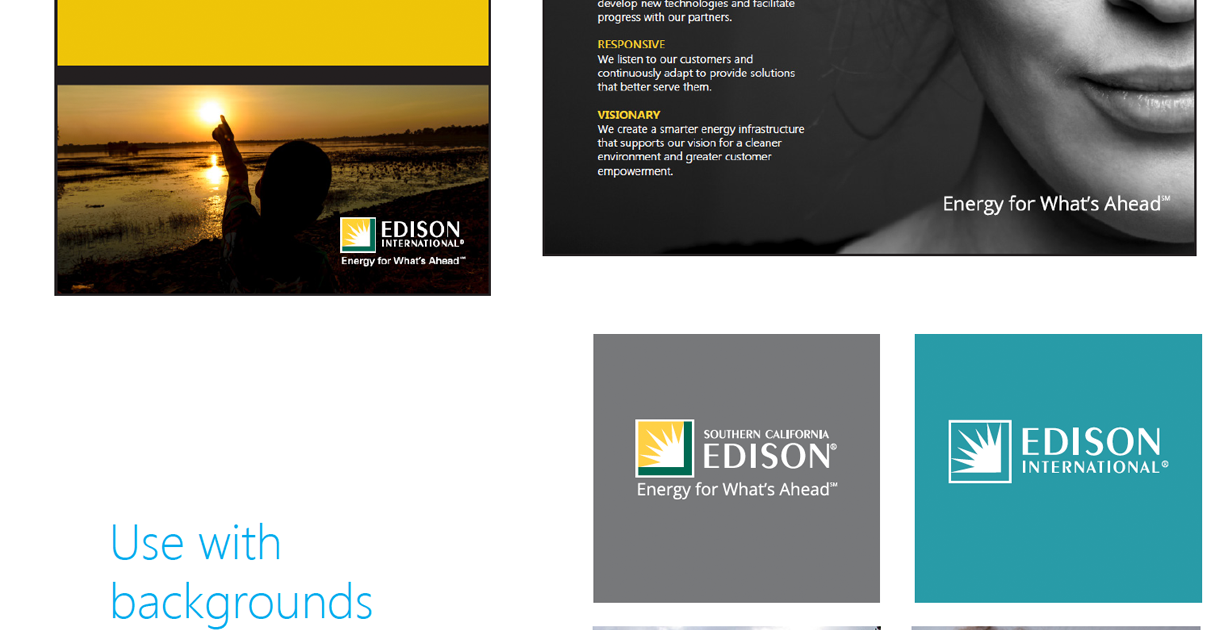 develop new technologies and facilitate
progress with our partners.
RESPONSIVE
We listen to our customers and
continuously adapt to provide solutions
that better serve them.
VISIONARY
We create a smarter energy infrastructure
that supports our vision for a cleaner
environment and greater customer
empowerment.
Energy for What's Ahead℠
EDISON
INTERNATIONAL®
Energy for What's Ahead℠
SOUTHERN CALIFORNIA
EDISON®
Energy for What's Ahead℠
EDISON
INTERNATIONAL®
Use with
backgrounds